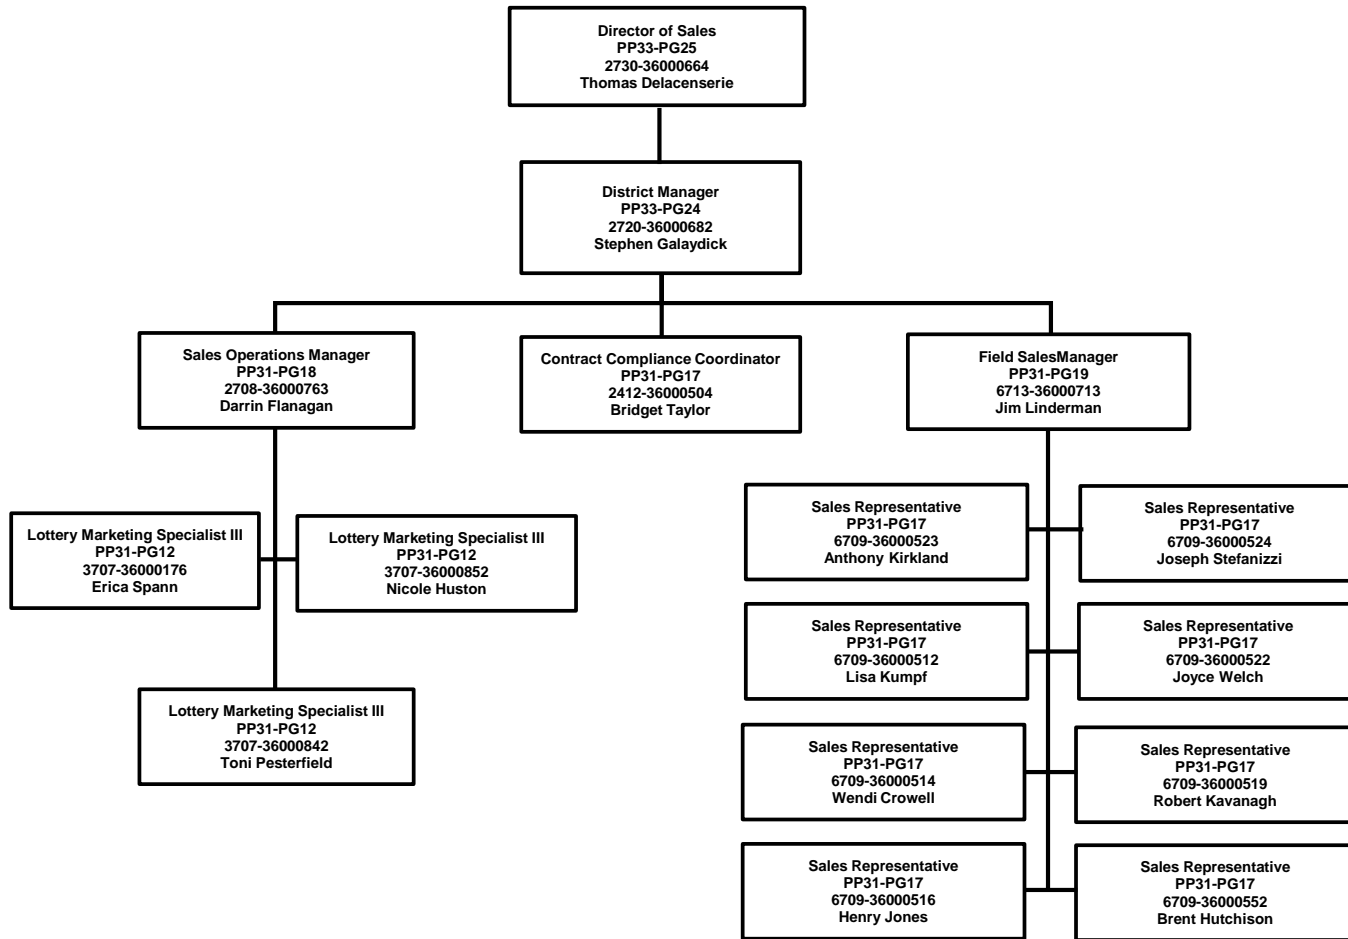 Director of Sales
PP33-PG25
2730-36000664
Thomas Delacenserie
District Manager
PP33-PG24
2720-36000682
Stephen Galaydick
Sales Operations Manager
PP31-PG18
2708-36000763
Darrin Flanagan
Contract Compliance Coordinator
PP31-PG17
2412-36000504
Bridget Taylor
Field SalesManager
PP31-PG19
6713-36000713
Jim Linderman
Lottery Marketing Specialist III
PP31-PG12
3707-36000176
Erica Spann
Lottery Marketing Specialist III
PP31-PG12
3707-36000852
Nicole Huston
Lottery Marketing Specialist III
PP31-PG12
3707-36000842
Toni Pesterfield
Sales Representative
PP31-PG17
6709-36000523
Anthony Kirkland
Sales Representative
PP31-PG17
6709-36000524
Joseph Stefanizzi
Sales Representative
PP31-PG17
6709-36000512
Lisa Kumpf
Sales Representative
PP31-PG17
6709-36000522
Joyce Welch
Sales Representative
PP31-PG17
6709-36000514
Wendi Crowell
Sales Representative
PP31-PG17
6709-36000519
Robert Kavanagh
Sales Representative
PP31-PG17
6709-36000516
Henry Jones
Sales Representative
PP31-PG17
6709-36000552
Brent Hutchison